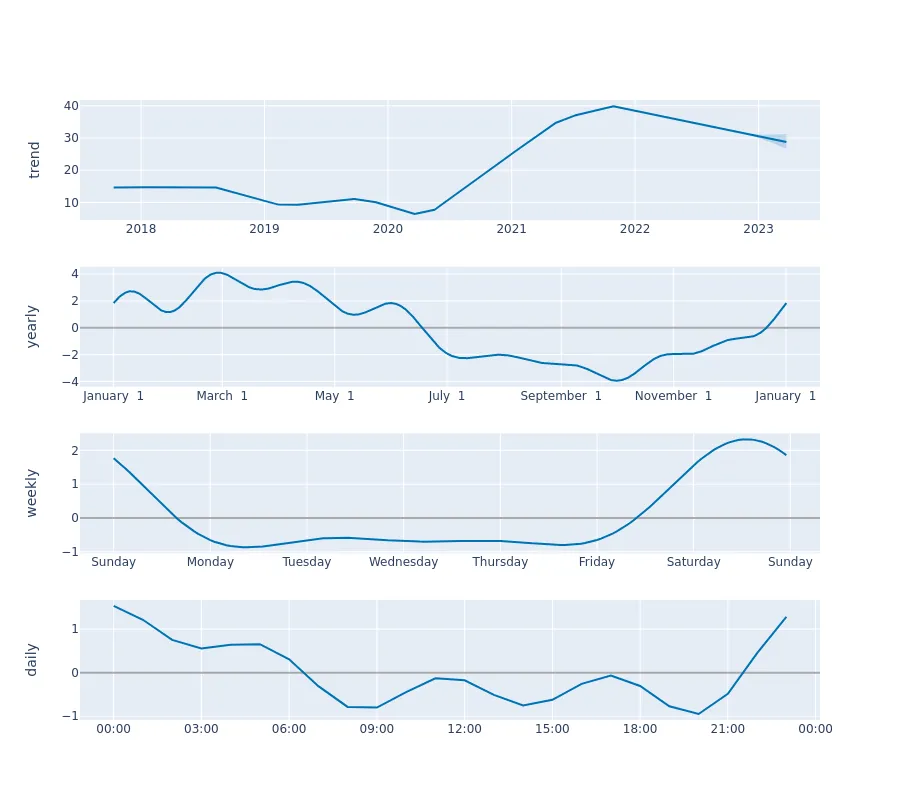 trend
40
30
20
10
2018 2019 2020 2021 2022 2023
yearly
4
2
0
−2
−4
January 1 March 1 May 1 July 1 September 1 November 1 January 1
weekly
2
1
0
−1
Sunday Monday Tuesday Wednesday Thursday Friday Saturday Sunday
daily
1
0
−1
00:00 03:00 06:00 09:00 12:00 15:00 18:00 21:00 00:00